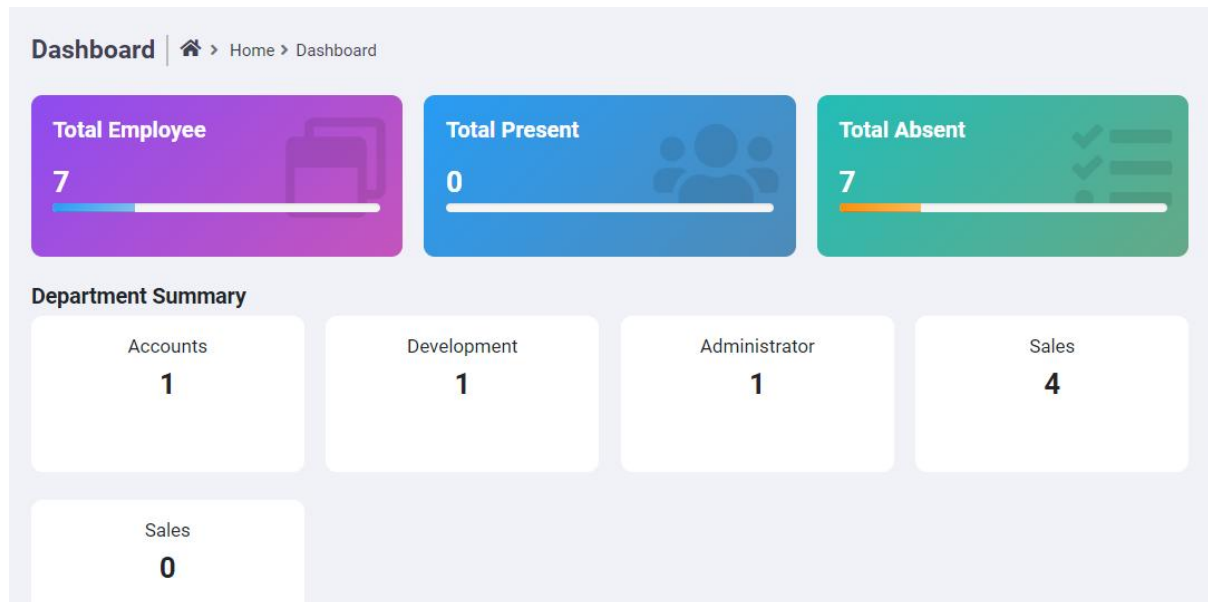 Dashboard > Home > Dashboard
Total Employee
7
Total Present
0
Total Absent
7
Department Summary
Accounts
1
Development
1
Administrator
1
Sales
4
Sales
0